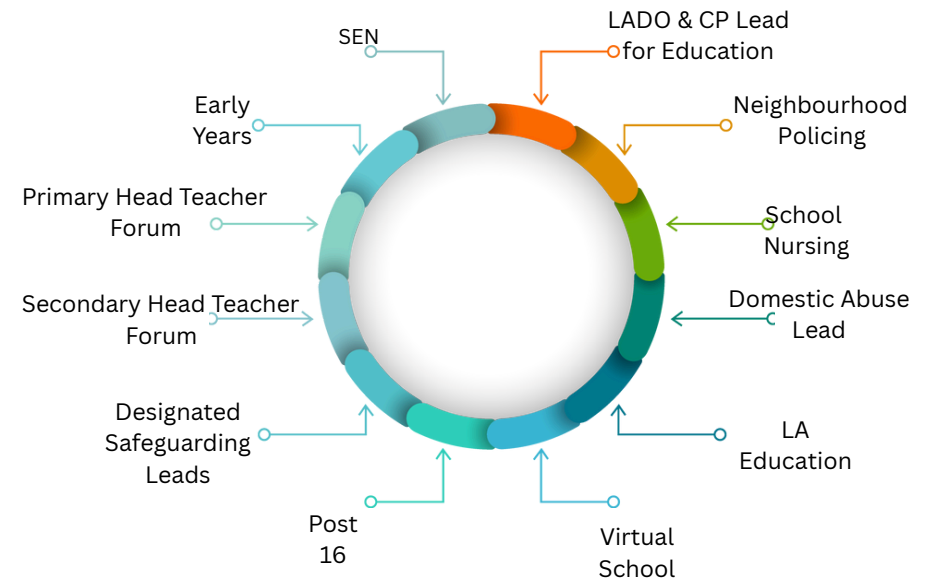 SEN
LADO & CP Lead
for Education
Early
Years
Neighbourhood
Policing
Primary Head Teacher
Forum
School
Nursing
Secondary Head Teacher
Forum
Domestic Abuse
Lead
Designated
Safeguarding
Leads
LA
Education
Post
16
Virtual
School